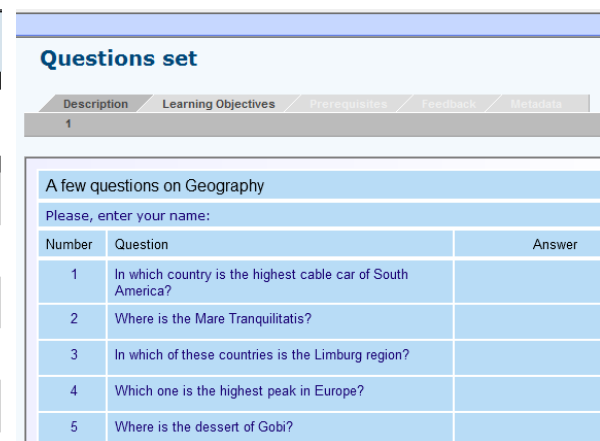 Questions set
Description Learning Objectives Prerequisites Feedback Metadata
1
A few questions on Geography
Please, enter your name:
Number Question Answer
1 In which country is the highest cable car of South
America?
2 Where is the Mare Tranquilitatis?
3 In which of these countries is the Limburg region?
4 Which one is the highest peak in Europe?
5 Where is the dessert of Gobi?